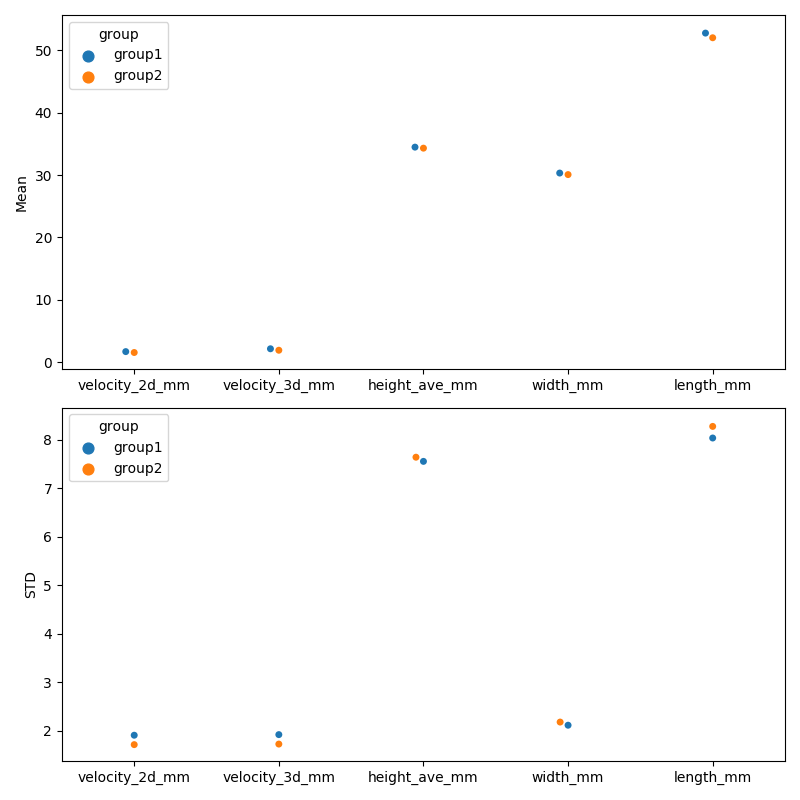 group
group1
group2
Mean
50
40
30
20
10
0
velocity_2d_mm velocity_3d_mm height_ave_mm width_mm length_mm
group
group1
group2
STD
8
7
6
5
4
3
2
velocity_2d_mm velocity_3d_mm height_ave_mm width_mm length_mm